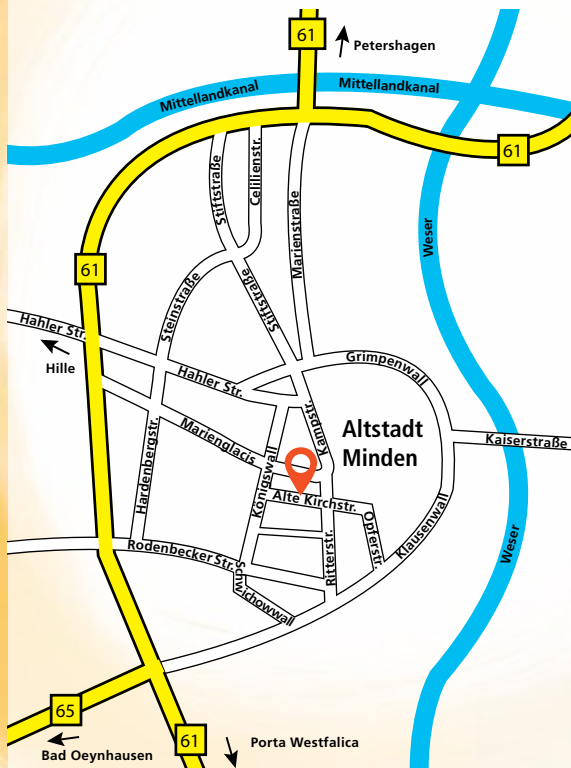 61
Petershagen
Mittellandkanal
Mittellandkanal
61
Stiftstraße
Celilienstr.
Marienstraße
Weser
61
Steinstraße
Stiftstraße
Hahler Str.
Hille
Grimpenwall
Hahler Str.
Kampstr.
Altstadt
Minden
Kaiserstraße
Hardenbergstr.
Marienglacis
Königswall
Alte Kirchstr.
Opferstr.
Klausenwall
Ritterstr.
Rodenbecker Str.
Schwichowwall
Weser
65
61
Bad Oeynhausen
Porta Westfalica